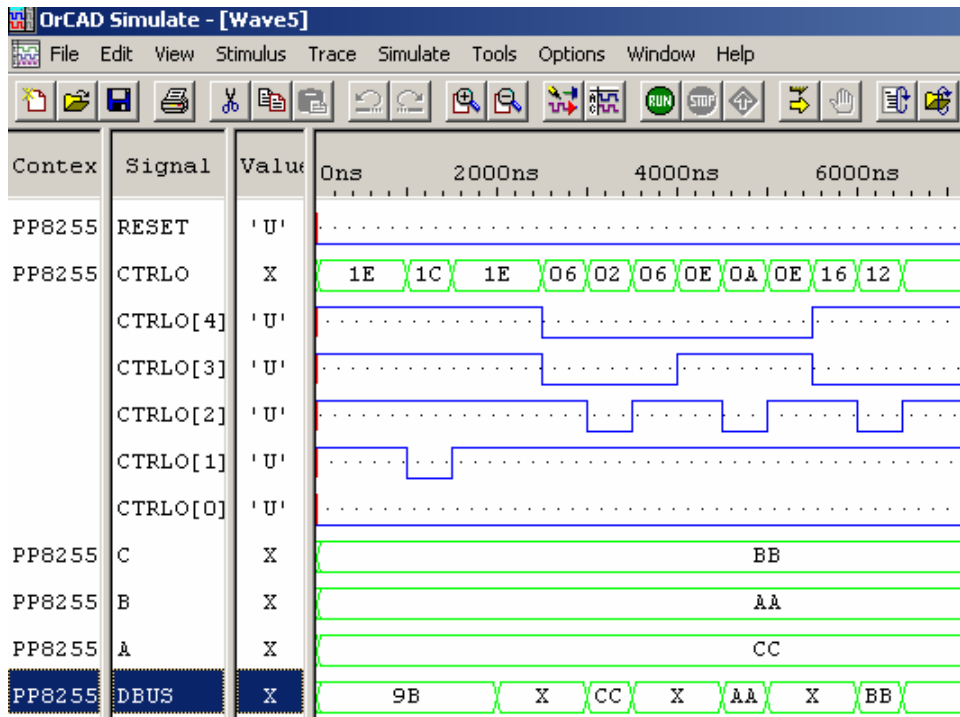 OrCAD Simulate - [Wave5]
File Edit View Stimulus Trace Simulate Tools Options Window Help
RUN STOP
Contex Signal Value 0ns 2000ns 4000ns 6000ns
PP8255 RESET 'U'
PP8255 CTRLO X 1E 1C 1E 06 02 06 0E 0A 0E 16 12
CTRLO[4] 'U'
CTRLO[3] 'U'
CTRLO[2] 'U'
CTRLO[1] 'U'
CTRLO[0] 'U'
PP8255 C X BB
PP8255 B X AA
PP8255 A X CC
PP8255 DBUS X 9B X CC X AA X BB